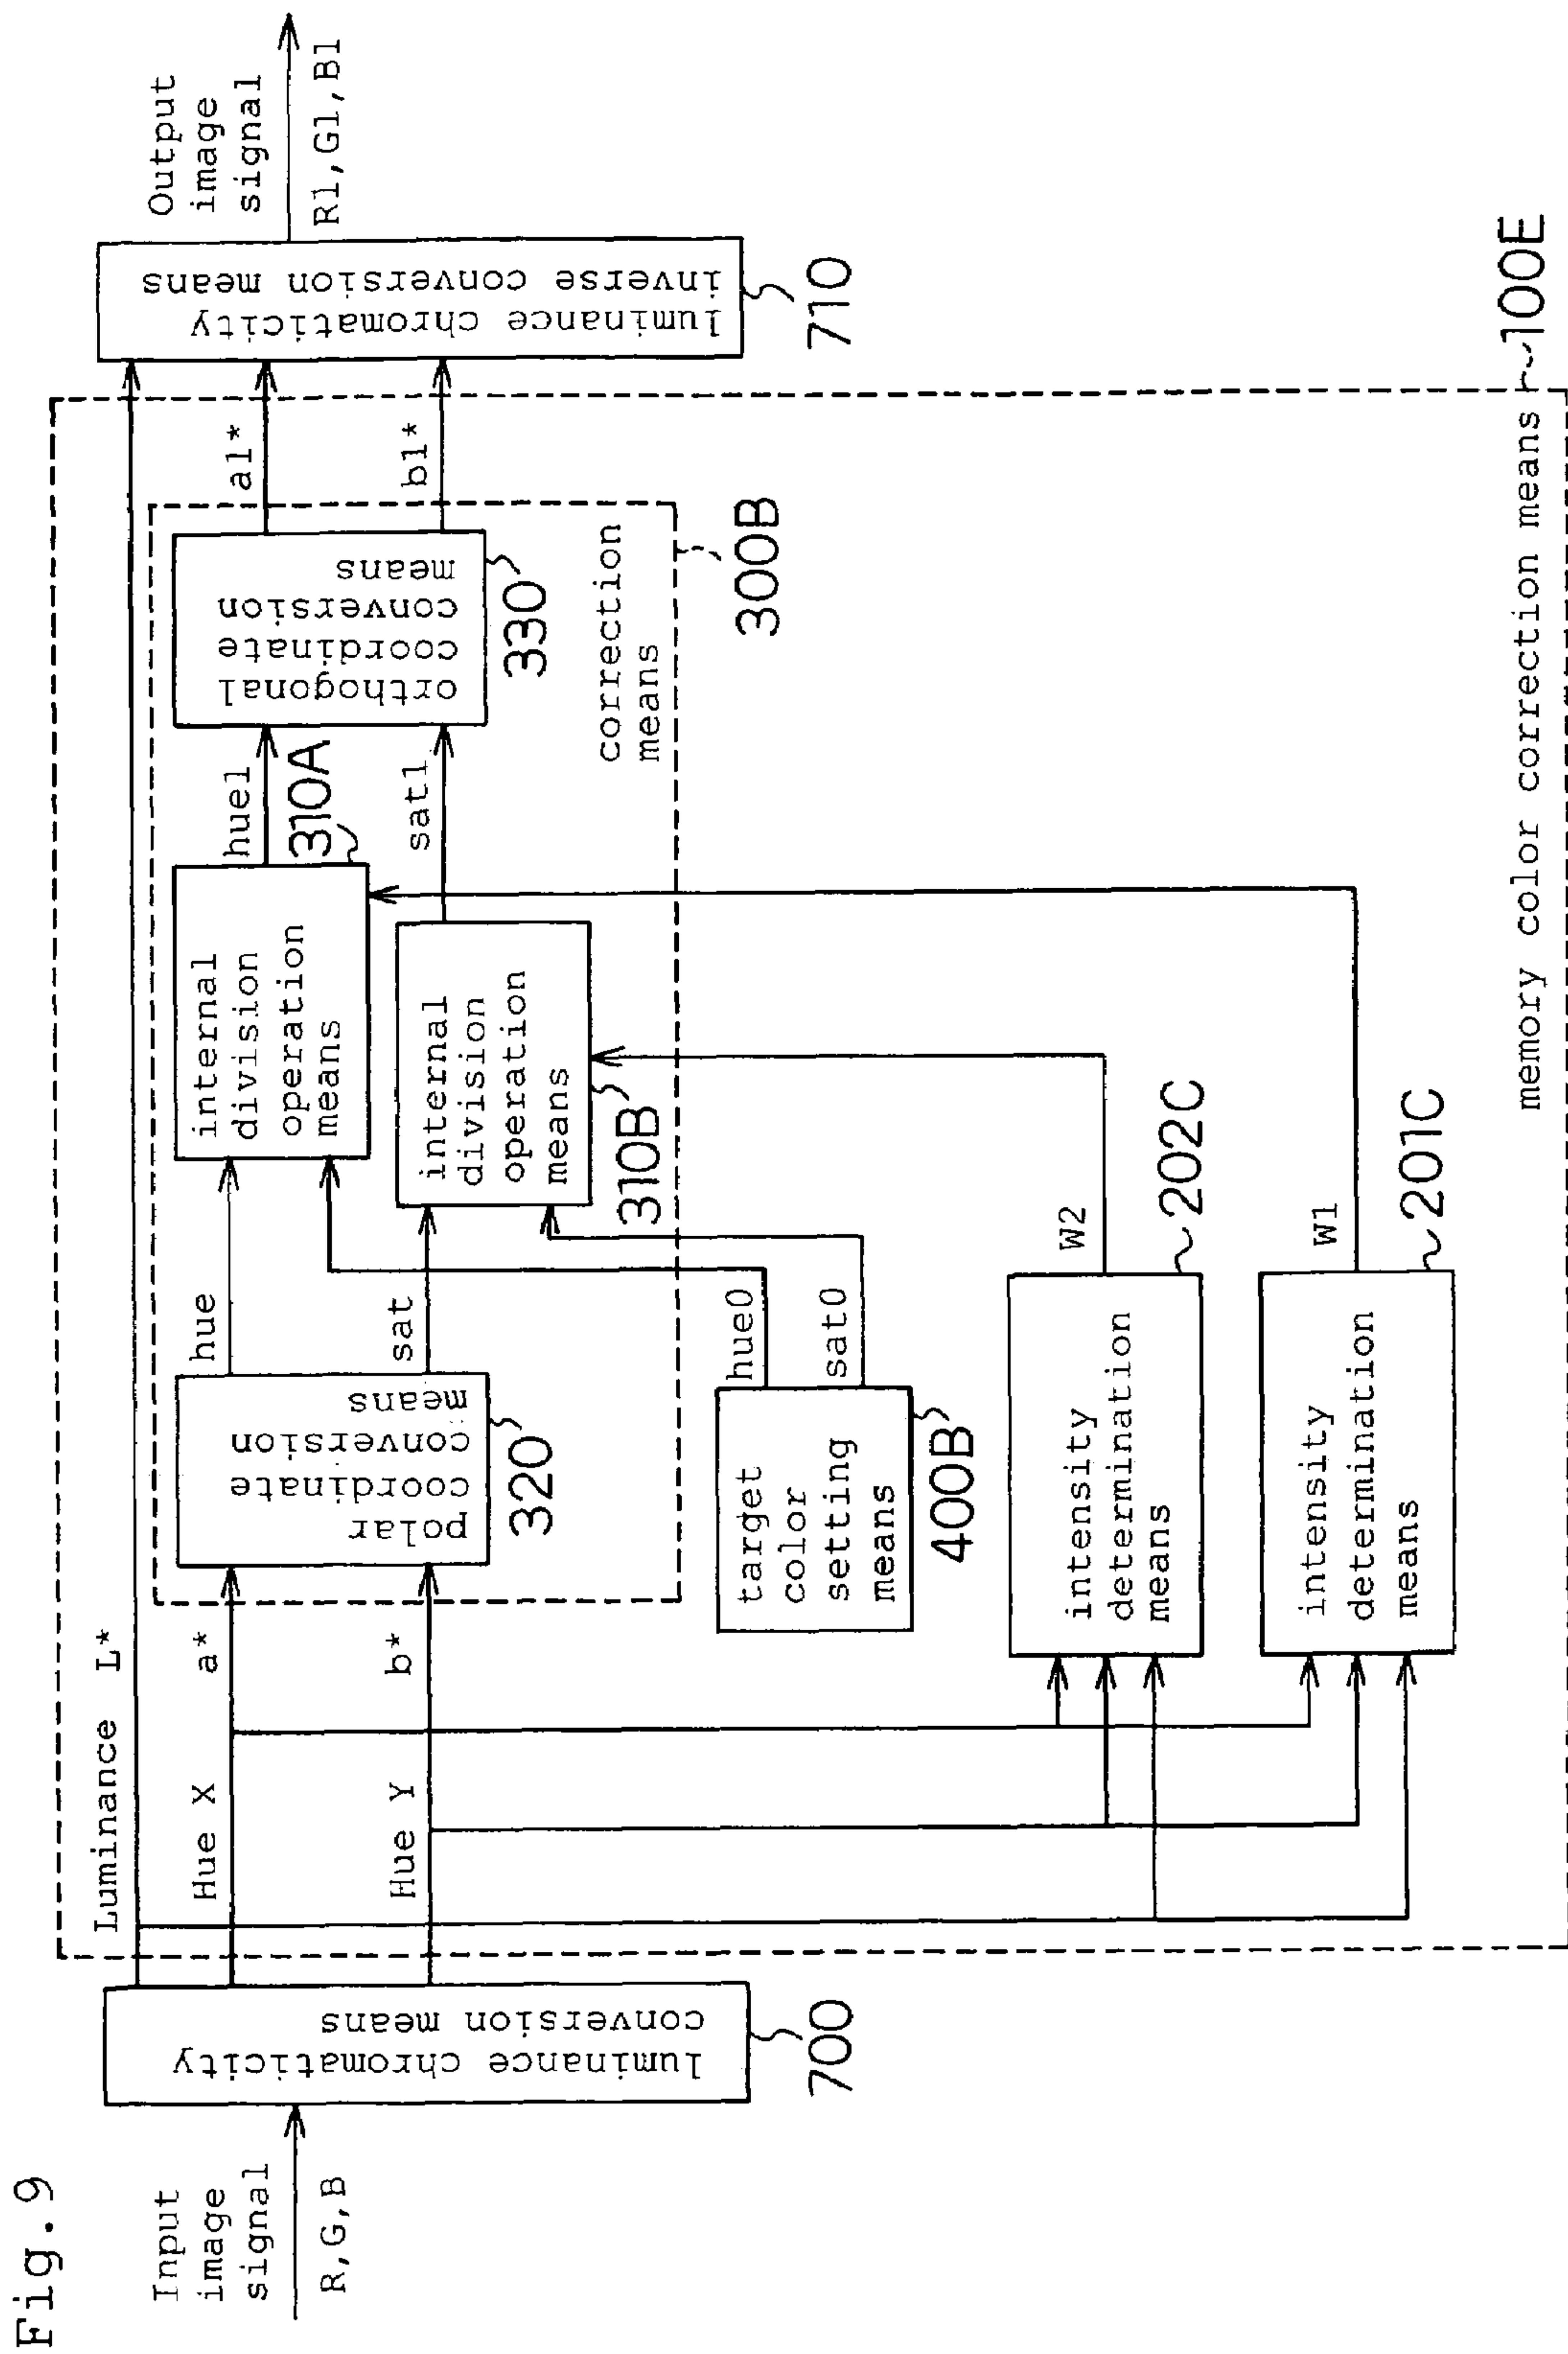 Fig.9
Input
image
signal
R,G,B
luminance chromaticity
conversion means
700
Luminance L*
Hue X a*
Hue Y b*
polar
coordinate
conversion
means
320
hue
sat
target
color
setting
means
400B
hue0
sat0
internal
division
operation
means
310A
internal
division
operation
means
310B
hue1
sat1
orthogonal
coordinate
conversion
means
330
correction
means
300B
a1*
b1*
intensity
determination
means
202C
W2
intensity
determination
means
201C
W1
memory color correction means
100E
luminance chromaticity
inverse conversion means
710
Output
image
signal
R1,G1,B1